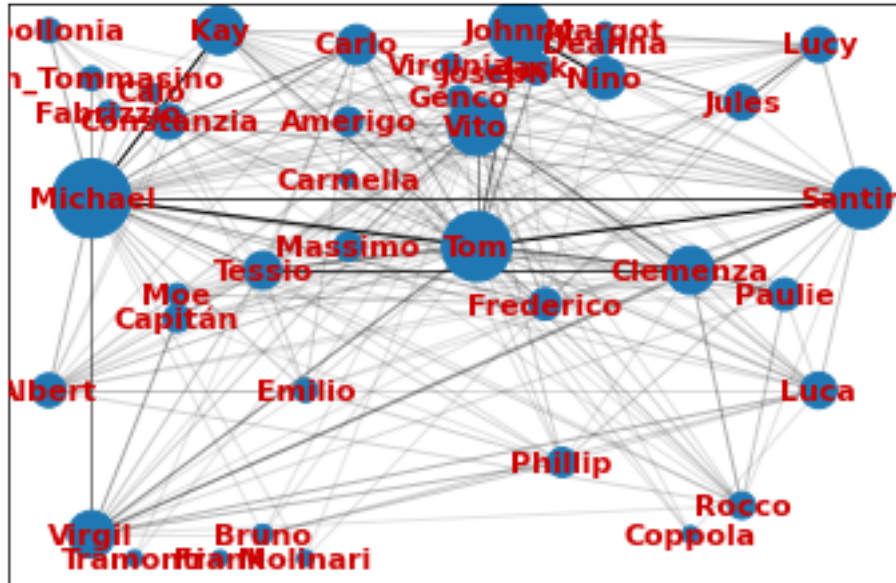 pollonia
Kay
Carlo
Johnny
Margot
Deanna
Lucy
n_Tommasino
Virginia
Joseph
Jack
Nino
Calo
Fabrizzio
Constanzia
Amerigo
Genco
Vito
Jules
Michael
Carmella
Santin
Massimo
Tom
Tessio
Clemenza
Moe
Capitán
Frederico
Paulie
Albert
Emilio
Luca
Phillip
Rocco
Virgil
Bruno
Coppola
Tramonti
Frank
Molinari